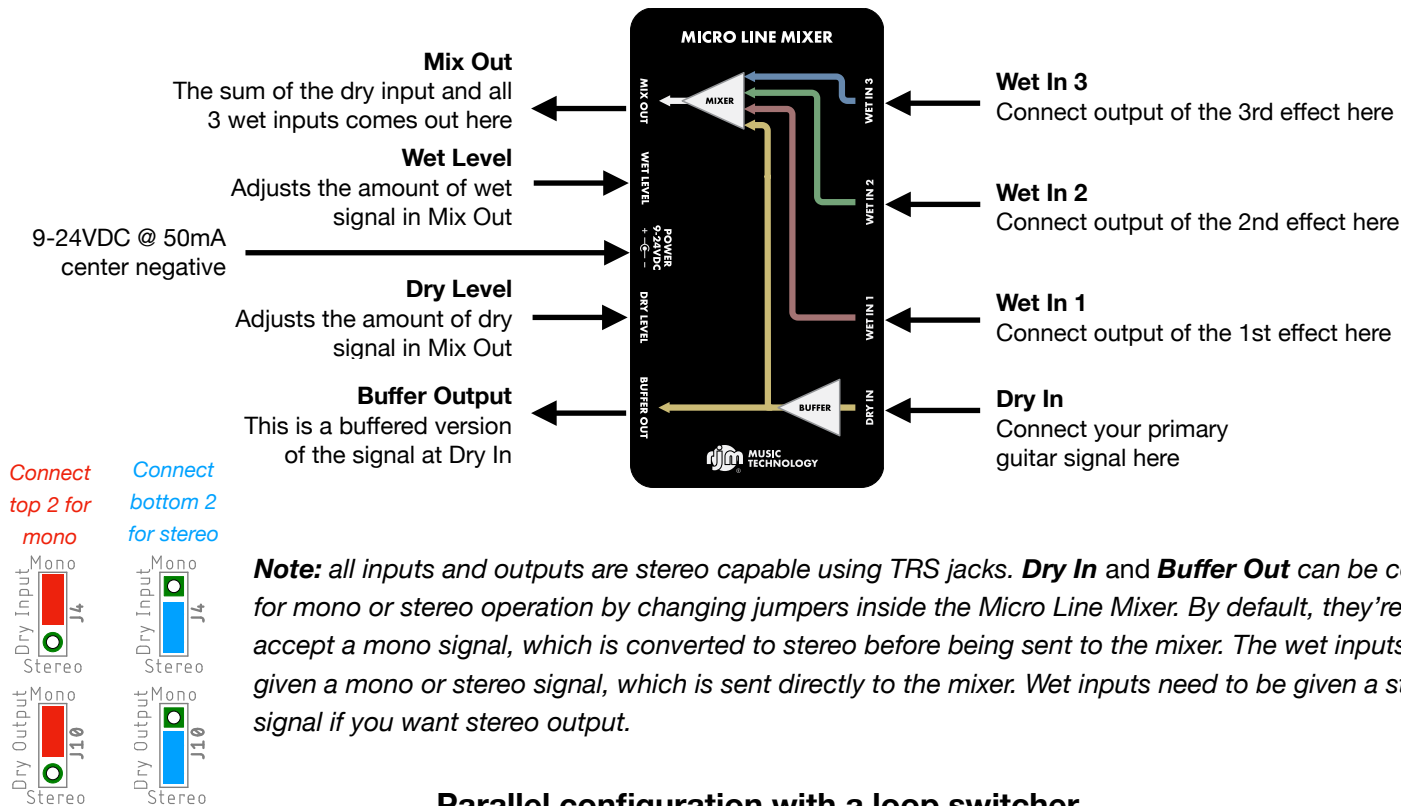 MICRO LINE MIXER
Mix Out
The sum of the dry input and all
3 wet inputs comes out here
Wet Level
Adjusts the amount of wet
signal in Mix Out
9-24VDC @ 50mA
center negative
Dry Level
Adjusts the amount of dry
signal in Mix Out
Buffer Output
This is a buffered version
of the signal at Dry In
MIX OUT
WET LEVEL
POWER
9-24VDC
+ –
DRY LEVEL
BUFFER OUT
MIXER
BUFFER
WET IN 3
WET IN 2
WET IN 1
DRY IN
rjm MUSIC
® TECHNOLOGY
Wet In 3
Connect output of the 3rd effect here
Wet In 2
Connect output of the 2nd effect here
Wet In 1
Connect output of the 1st effect here
Dry In
Connect your primary
guitar signal here
Connect
top 2 for
mono
Connect
bottom 2
for stereo
Mono
Dry Input
J4
Stereo
Mono
Dry Input
J4
Stereo
Mono
Dry Output
J10
Stereo
Mono
Dry Output
J10
Stereo
Note: all inputs and outputs are stereo capable using TRS jacks. Dry In and Buffer Out can be
for mono or stereo operation by changing jumpers inside the Micro Line Mixer. By default, they're
accept a mono signal, which is converted to stereo before being sent to the mixer. The wet inputs
given a mono or stereo signal, which is sent directly to the mixer. Wet inputs need to be given a
signal if you want stereo output.
Parallel configuration with a loop switcher